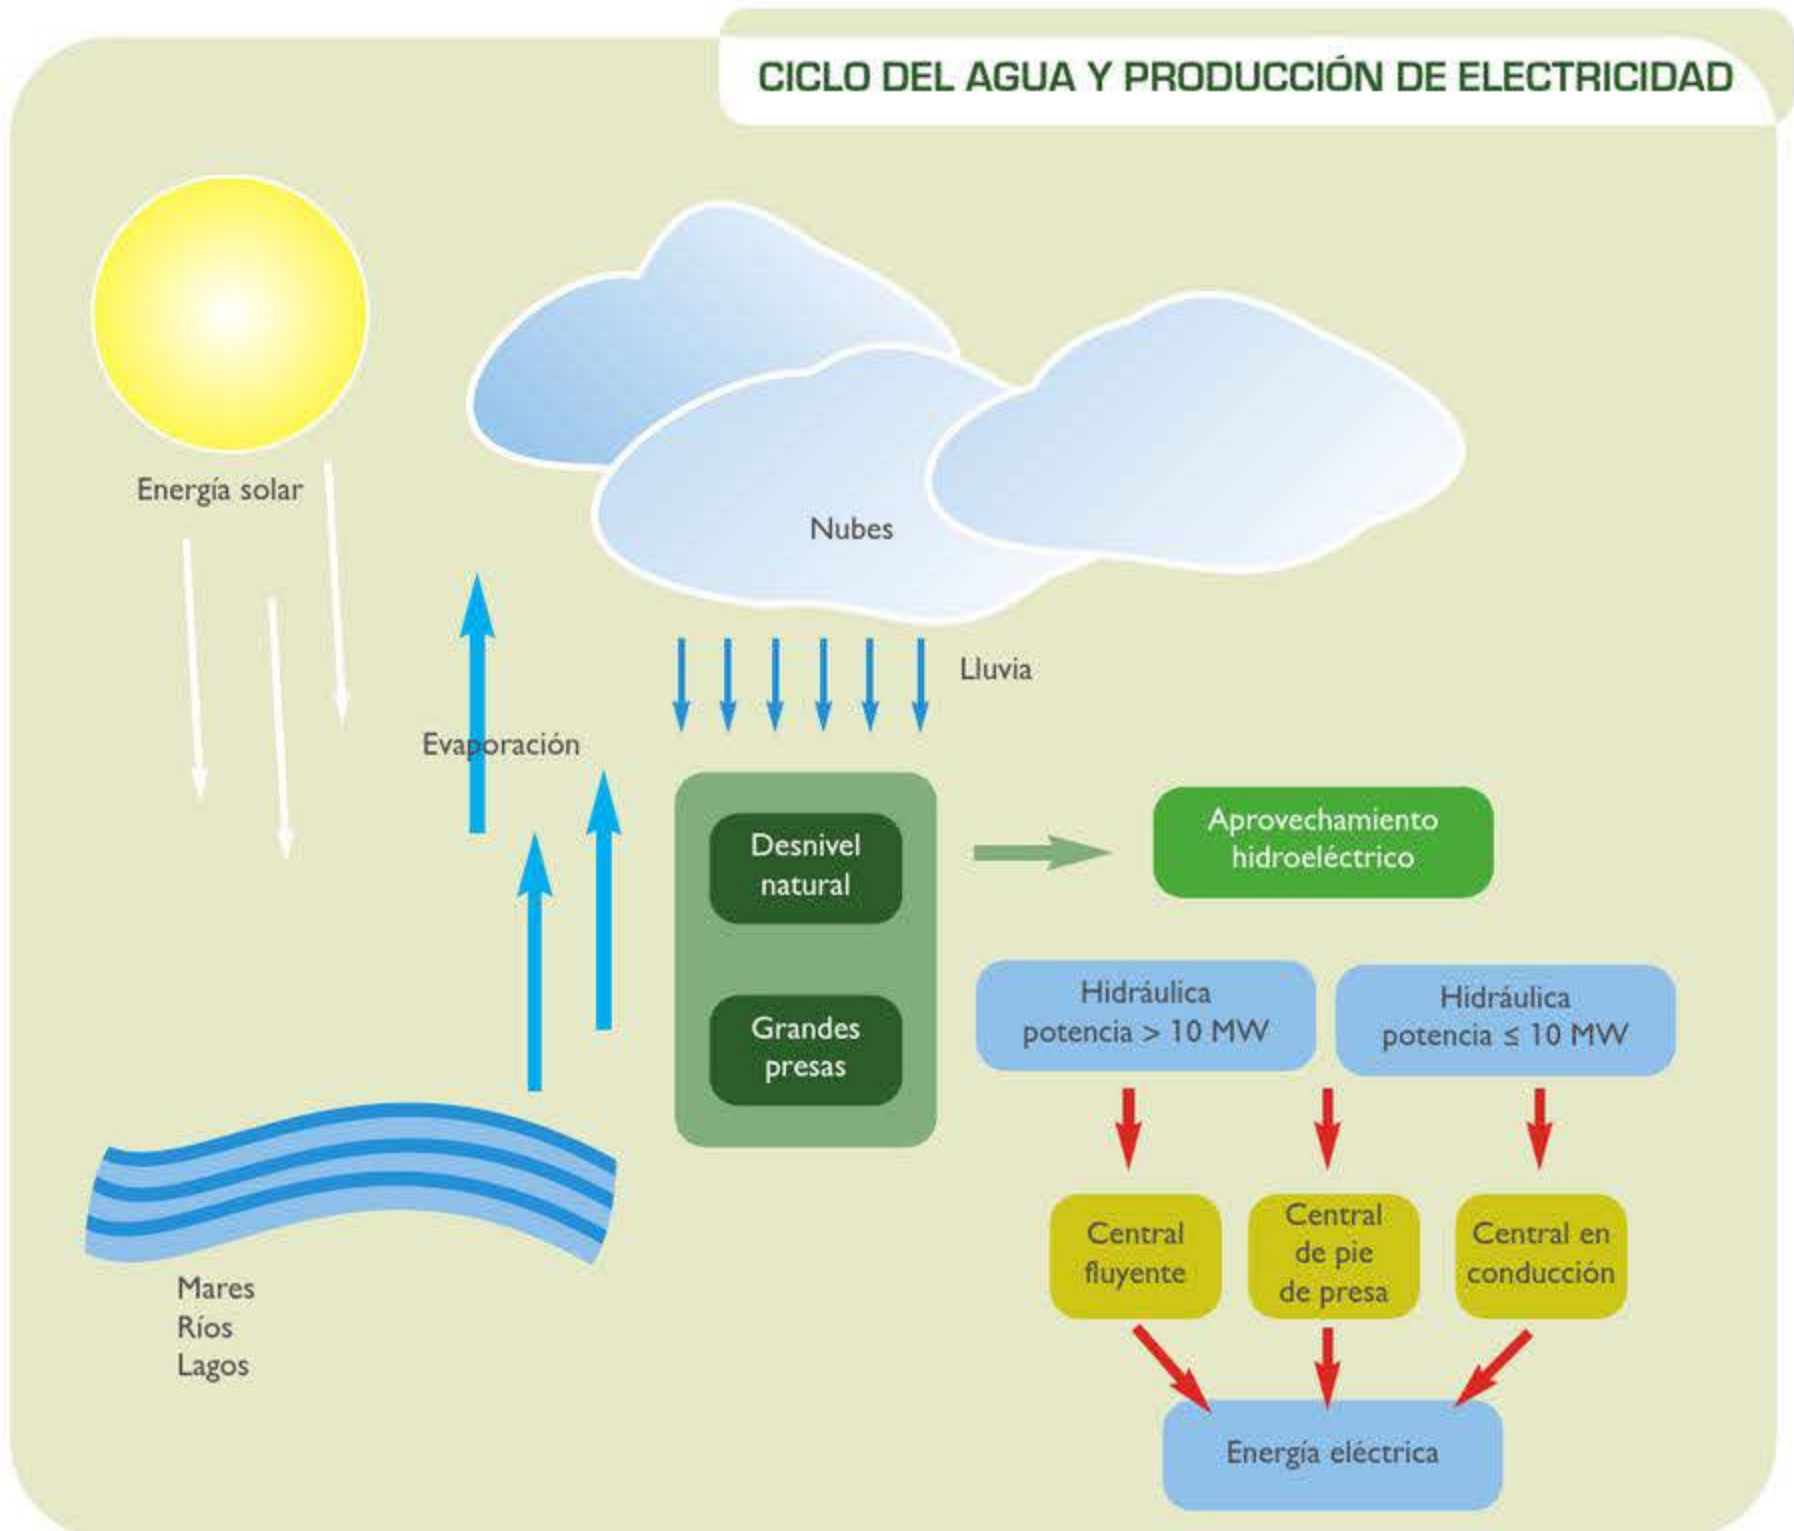 CICLO DEL AGUA Y PRODUCCIÓN DE ELECTRICIDAD
Energía solar
Nubes
Lluvia
Evaporación
Desnivel
natural
Aprovechamiento
hidroeléctrico
Grandes
presas
Hidráulica
potencia > 10 MW
Hidráulica
potencia ≤ 10 MW
Central
fluyente
Central
de pie
de presa
Central en
conducción
Mares
Ríos
Lagos
Energía eléctrica